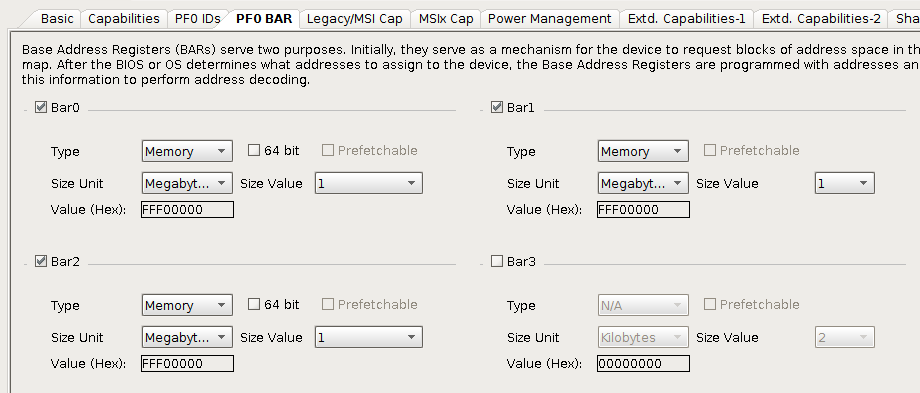 Basic Capabilities PF0 IDs PF0 BAR Legacy/MSI Cap MSIx Cap Power Management Extd. Capabilities-1 Extd. Capabilities-2 Sha
Base Address Registers (BARs) serve two purposes. Initially, they serve as a mechanism for the device to request blocks of address space in th
map. After the BIOS or OS determines what addresses to assign to the device, the Base Address Registers are programmed with addresses an
this information to perform address decoding.
Bar0
Type Memory 64 bit Prefetchable
Size Unit Megabyt... Size Value 1
Value (Hex): FFF00000
Bar1
Type Memory Prefetchable
Size Unit Megabyt... Size Value 1
Value (Hex): FFF00000
Bar2
Type Memory 64 bit Prefetchable
Size Unit Megabyt... Size Value 1
Value (Hex): FFF00000
Bar3
Type N/A Prefetchable
Size Unit Kilobytes Size Value 2
Value (Hex): 00000000